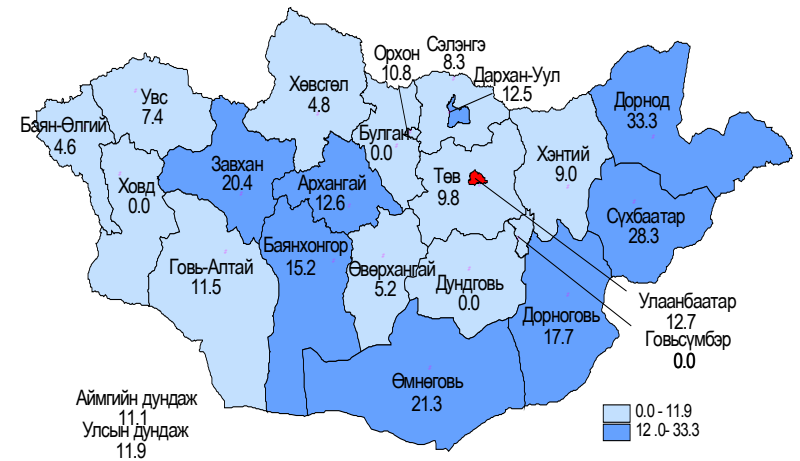 Орхон
10.8
Сэлэнгэ
8.3
Дархан-Уул
12.5
Хөвсгөл
4.8
Увс
7.4
Дорнод
33.3
Баян-Өлгий
4.6
Булган
0.0
Хэнтий
9.0
Завхан
20.4
Архангай
12.6
Төв
9.8
Ховд
0.0
Сүхбаатар
28.3
Баянхонгор
15.2
Говь-Алтай
11.5
Өвөрхангай
5.2
Дундговь
0.0
Дорноговь
17.7
Улаанбаатар
12.7
Говьсүмбэр
0.0
Өмнөговь
21.3
Аймгийн дундаж
11.1
Улсын дундаж
11.9
0.0 - 11.9
12 .0- 33.3